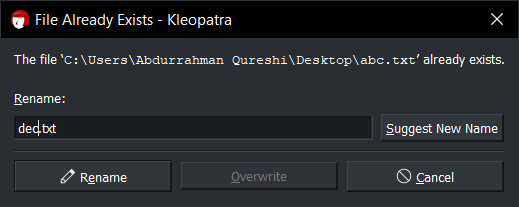 File Already Exists - Kleopatra
The file ‘C:\Users\Abdurrahman Qureshi\Desktop\abc.txt’ already exists.
Rename:
dec.txt
Suggest New Name
Rename
Overwrite
Cancel